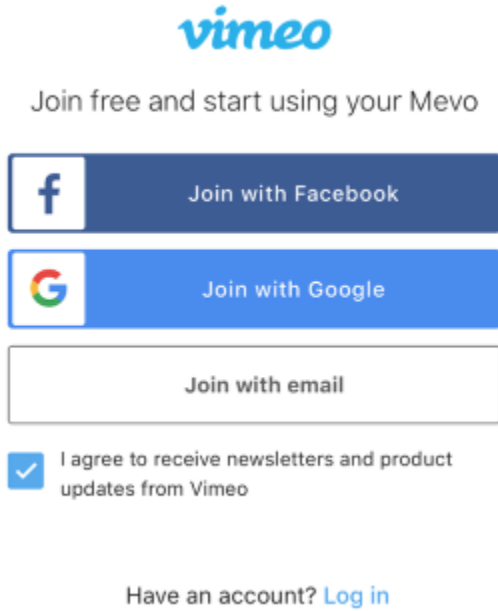 vimeo
Join free and start using your Mevo
f Join with Facebook
G Join with Google
Join with email
I agree to receive newsletters and product
updates from Vimeo
Have an account? Log in